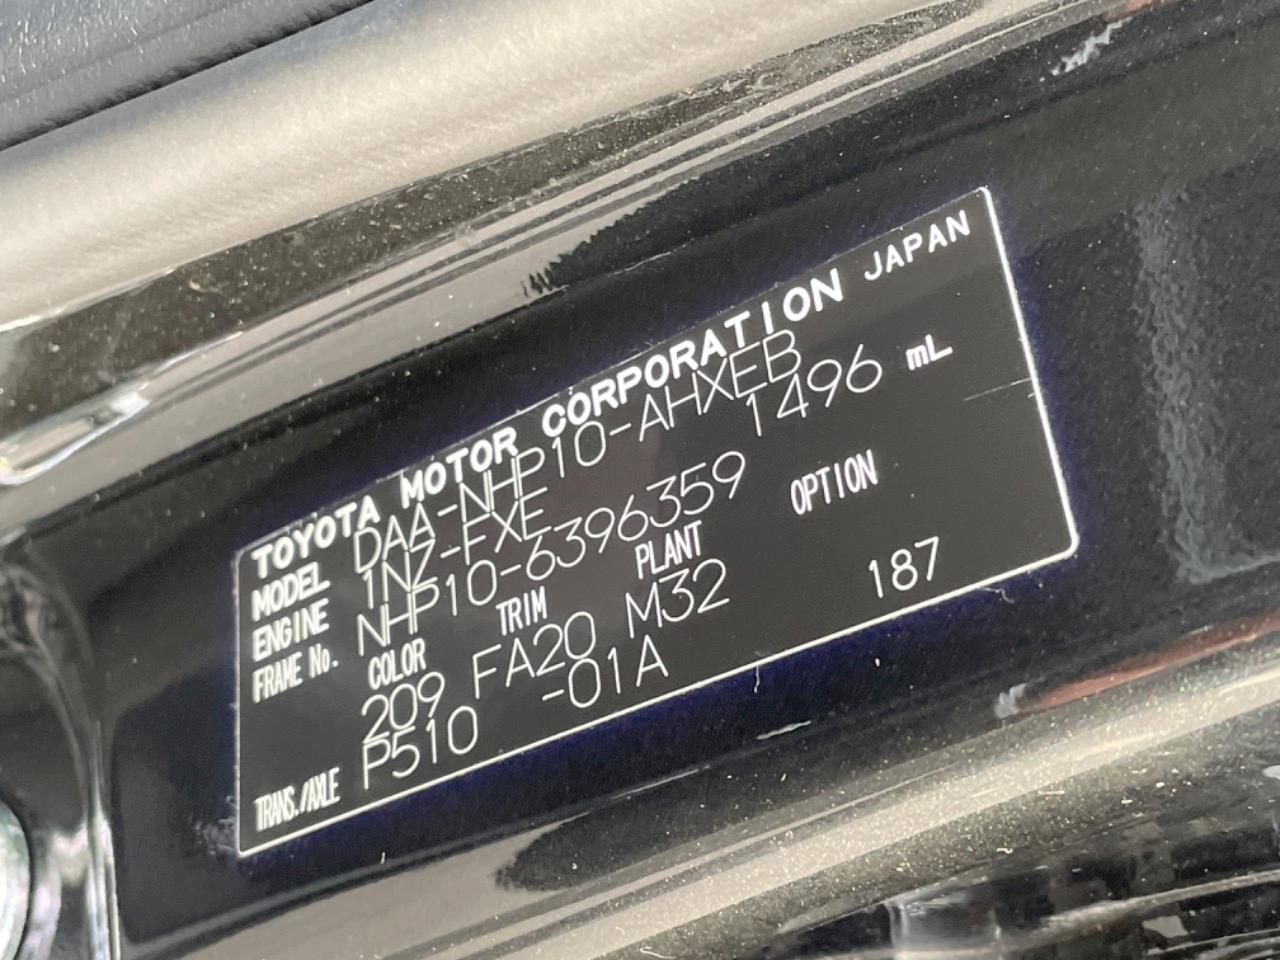 TOYOTA MOTOR CORPORATION JAPAN
MODEL DAA-NHP10-AHXEB
ENGINE 1NZ-FXE 1496 mL
FRAME No. NHP10-6396359
COLOR TRIM PLANT OPTION
209 FA20 M32 187
TRANS./AXLE P510 -01A